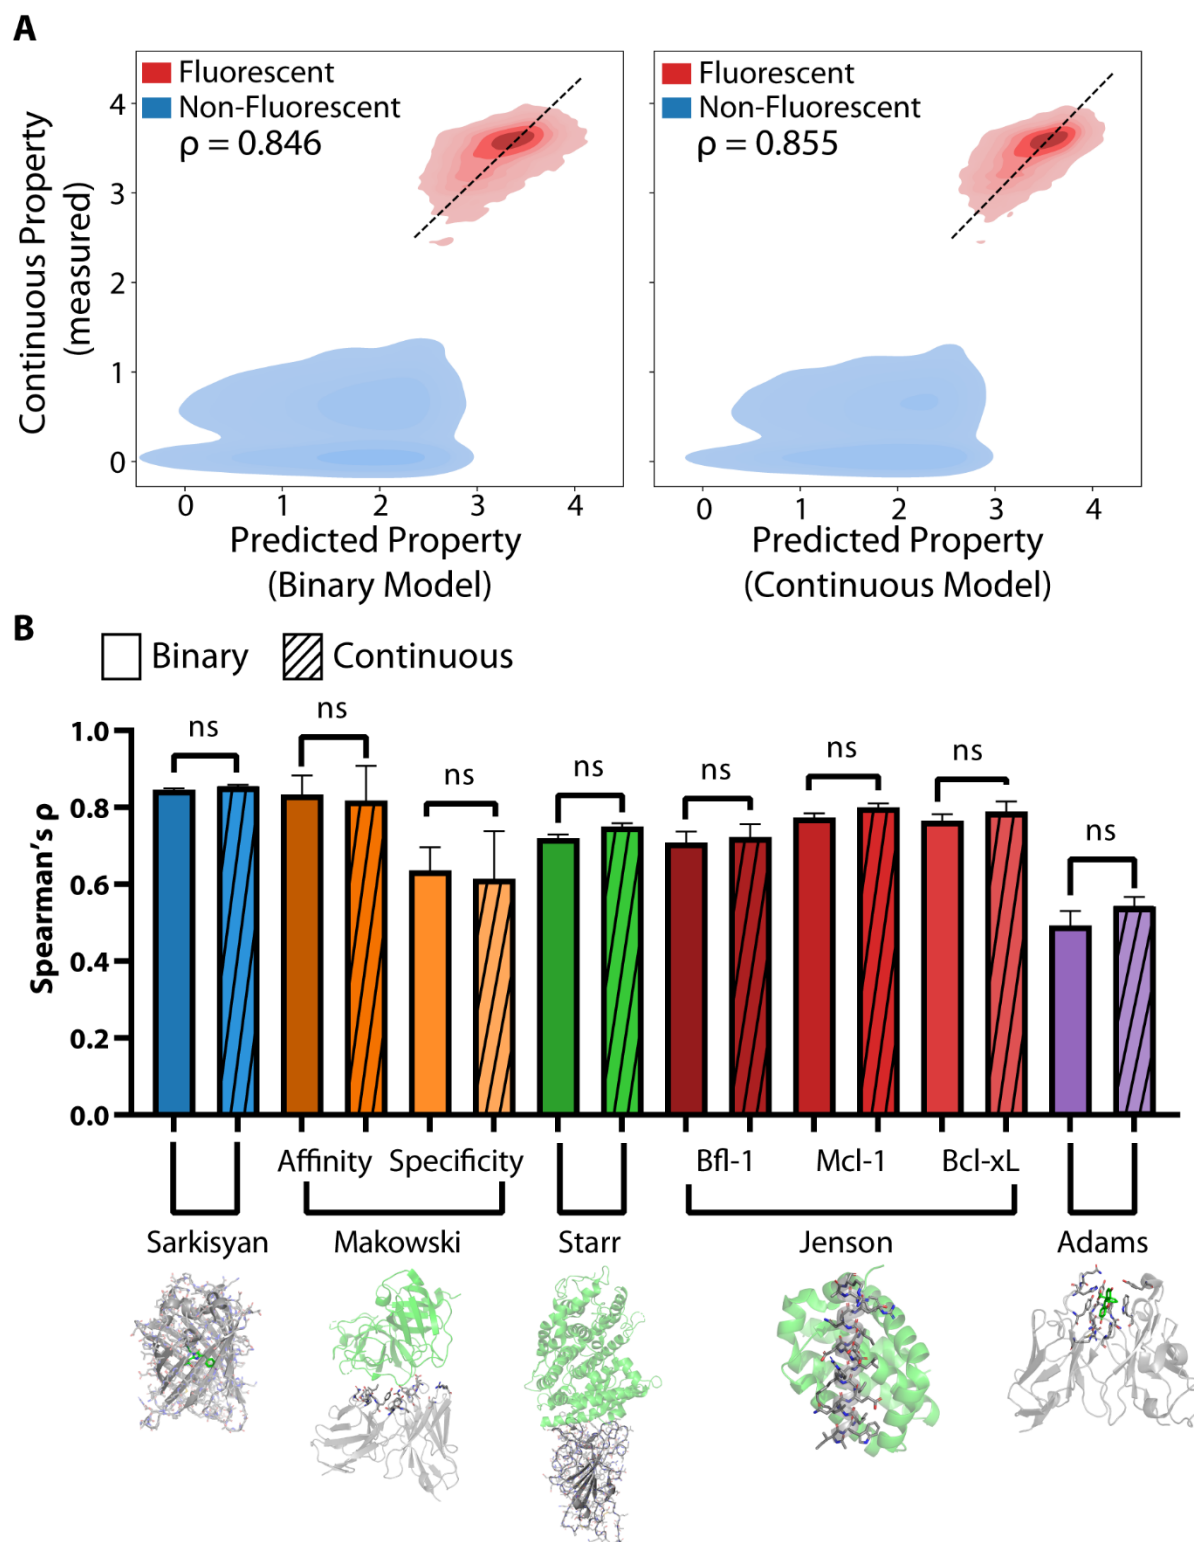 A
Fluorescent
Non-Fluorescent
ρ = 0.846
Fluorescent
Non-Fluorescent
ρ = 0.855
Continuous Property
(measured)
4
3
2
1
0
0 1 2 3 4
0 1 2 3 4
Predicted Property
(Binary Model)
Predicted Property
(Continuous Model)
B
Binary
Continuous
Spearman's ρ
1.0
0.8
0.6
0.4
0.2
0.0
ns ns ns ns ns ns ns ns
Affinity Specificity Bfl-1 Mcl-1 Bcl-xL
Sarkisyan Makowski Starr Jenson Adams